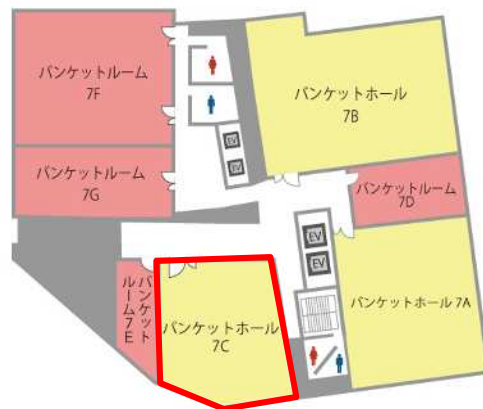 バンケットルーム
7F
バンケットホール
7B
EV
EV
バンケットルーム
7G
バンケットルーム
7D
EV
EV
バンケット
ルーム7E
バンケットホール
7C
バンケットホール 7A